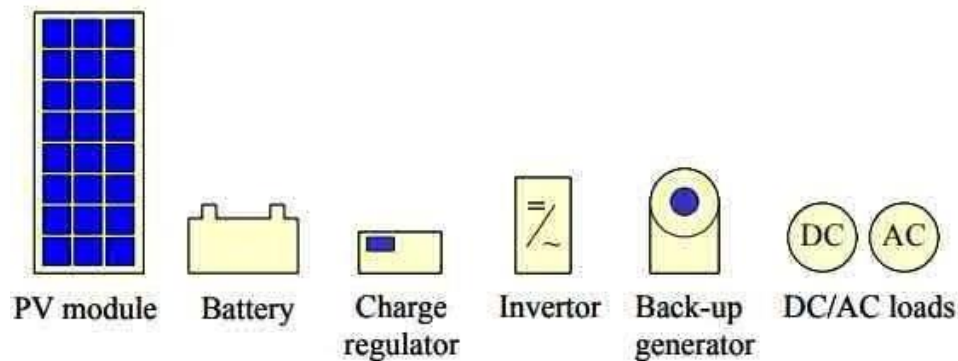 DC AC
PV module Battery Charge regulator Invertor Back-up generator DC/AC loads